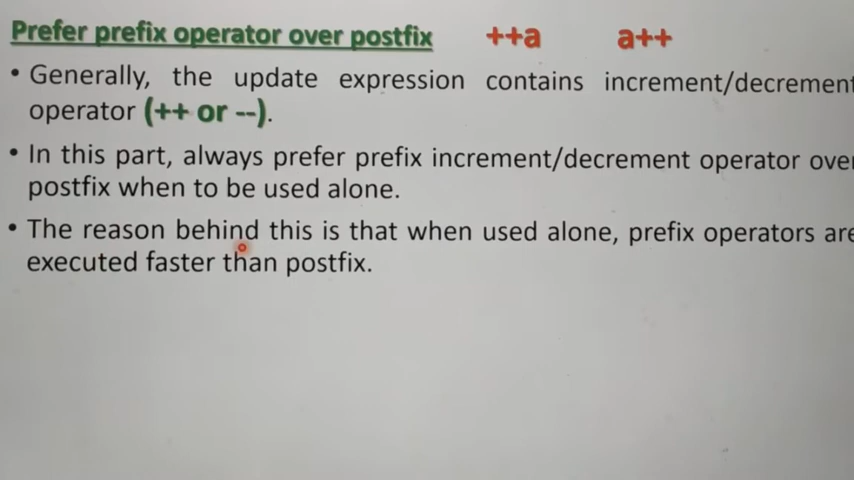 Prefer prefix operator over postfix ++a a++
• Generally, the update expression contains increment/decrement
operator (++ or --).
• In this part, always prefer prefix increment/decrement operator over
postfix when to be used alone.
• The reason behind this is that when used alone, prefix operators are
executed faster than postfix.